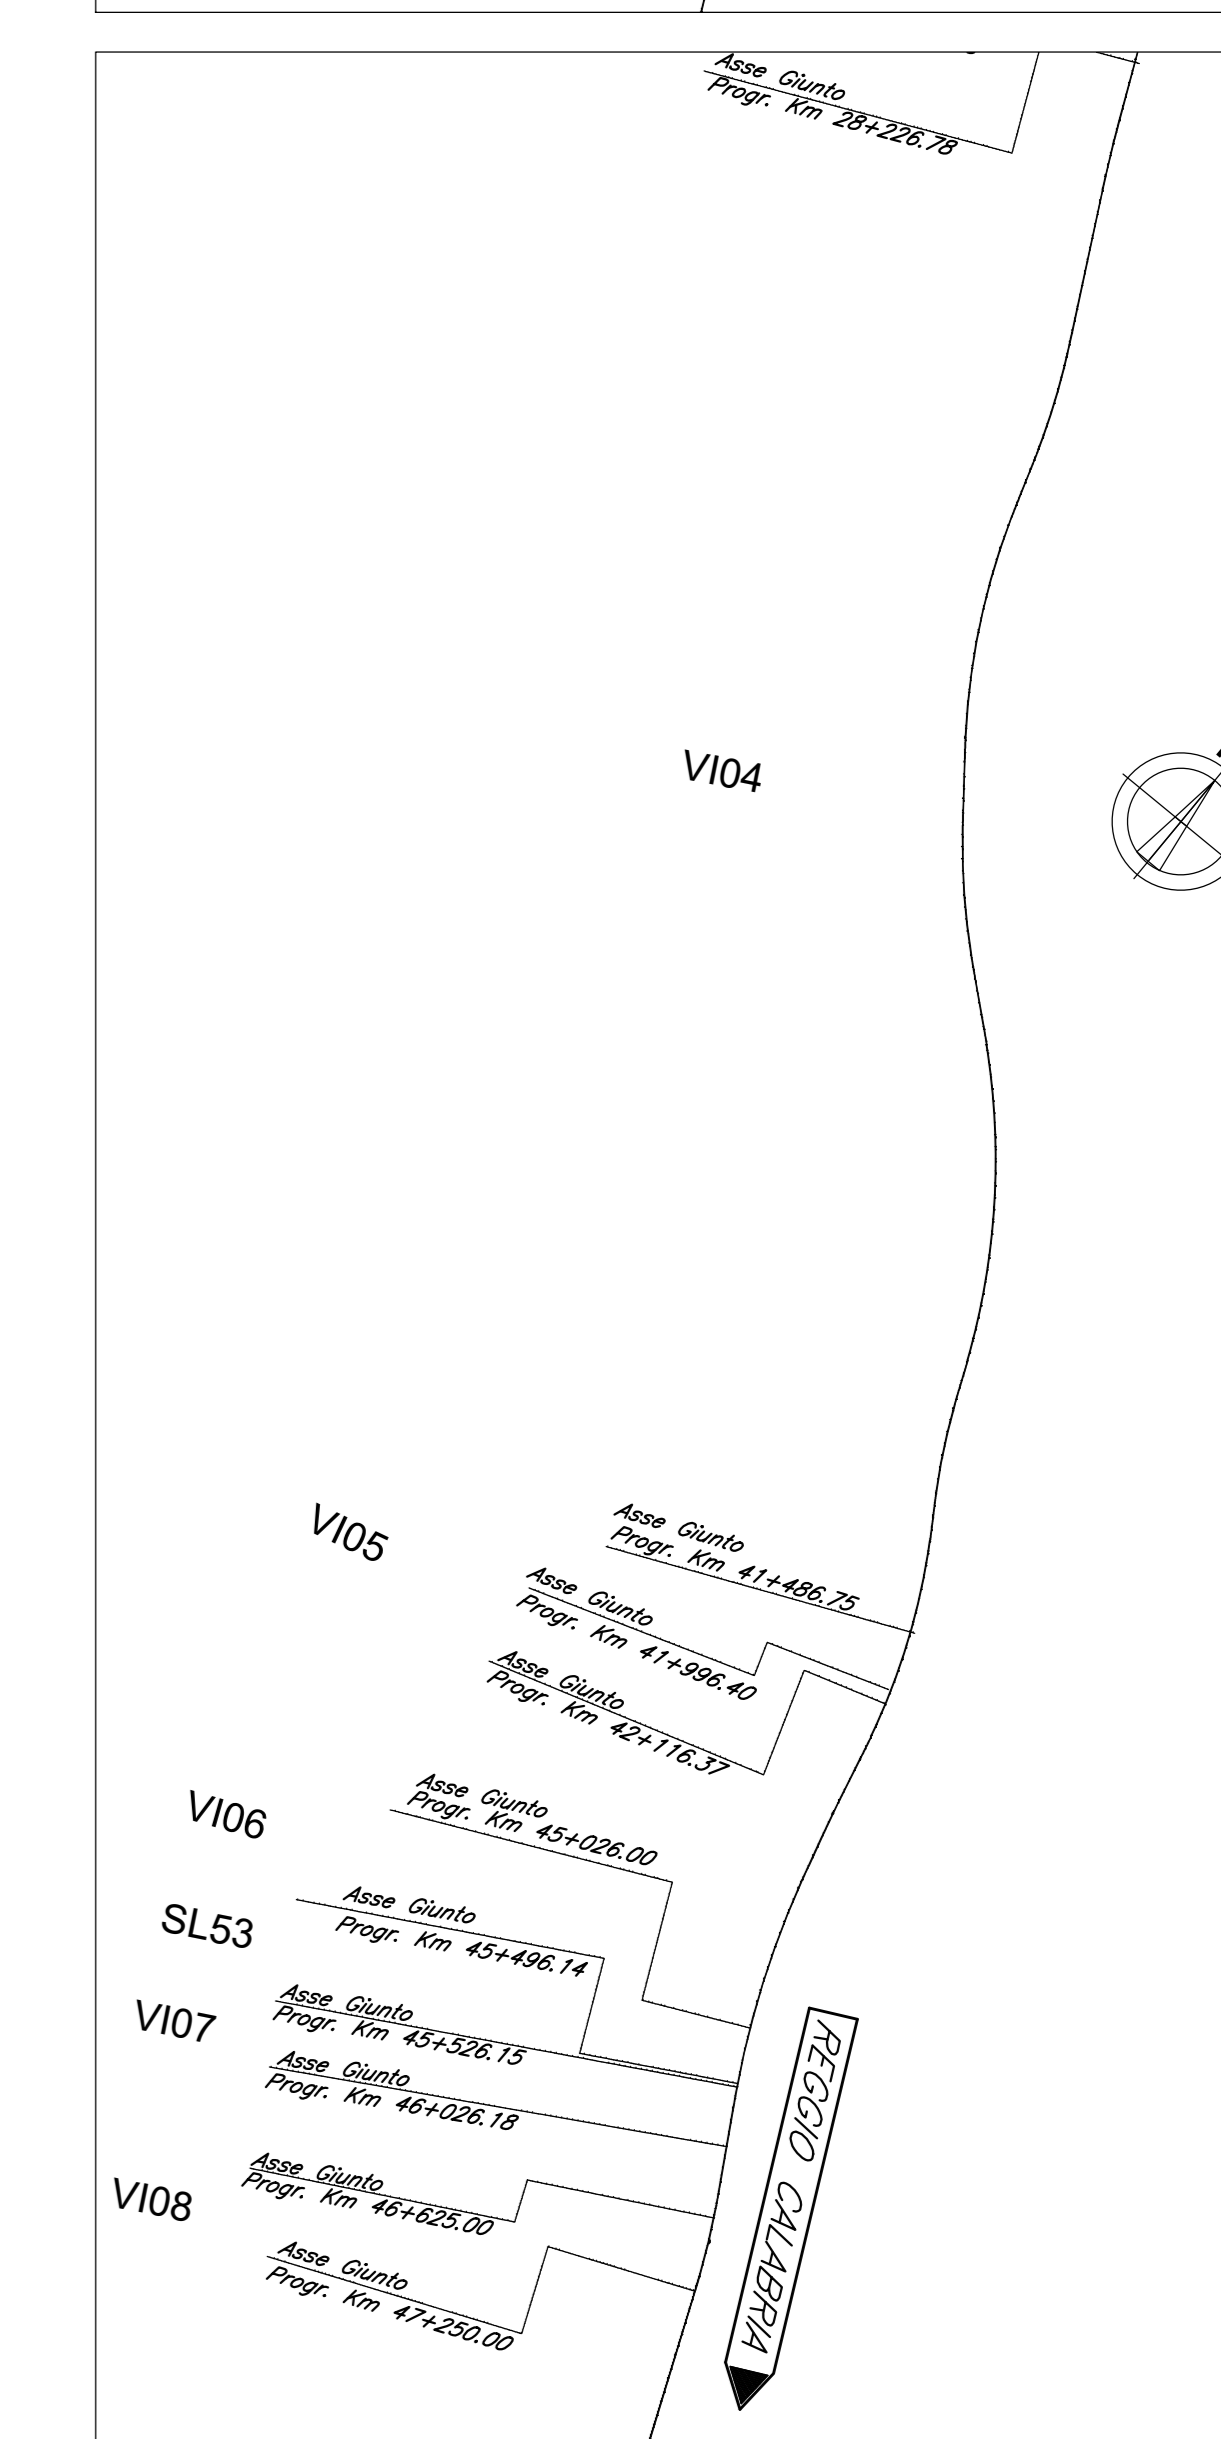 Asse Giunto
Progr. Km 28+226.78
VI04
VI05
Asse Giunto
Progr. Km 41+486.75
Asse Giunto
Progr. Km 41+996.40
Asse Giunto
Progr. Km 42+116.37
VI06
Asse Giunto
Progr. Km 45+026.00
SL53
Asse Giunto
Progr. Km 45+496.14
VI07
Asse Giunto
Progr. Km 45+526.15
Asse Giunto
Progr. Km 46+026.18
VI08
Asse Giunto
Progr. Km 46+625.00
Asse Giunto
Progr. Km 47+250.00
REGGIO CALABRIA